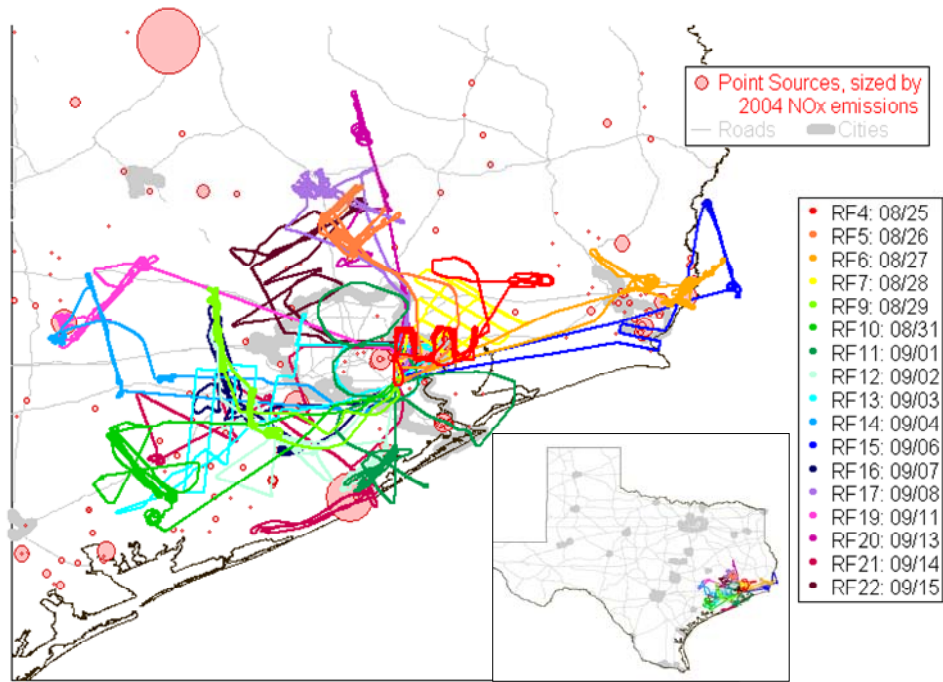 Point Sources, sized by
2004 NOx emissions
Roads Cities
RF4: 08/25
RF5: 08/26
RF6: 08/27
RF7: 08/28
RF9: 08/29
RF10: 08/31
RF11: 09/01
RF12: 09/02
RF13: 09/03
RF14: 09/04
RF15: 09/06
RF16: 09/07
RF17: 09/08
RF19: 09/11
RF20: 09/13
RF21: 09/14
RF22: 09/15